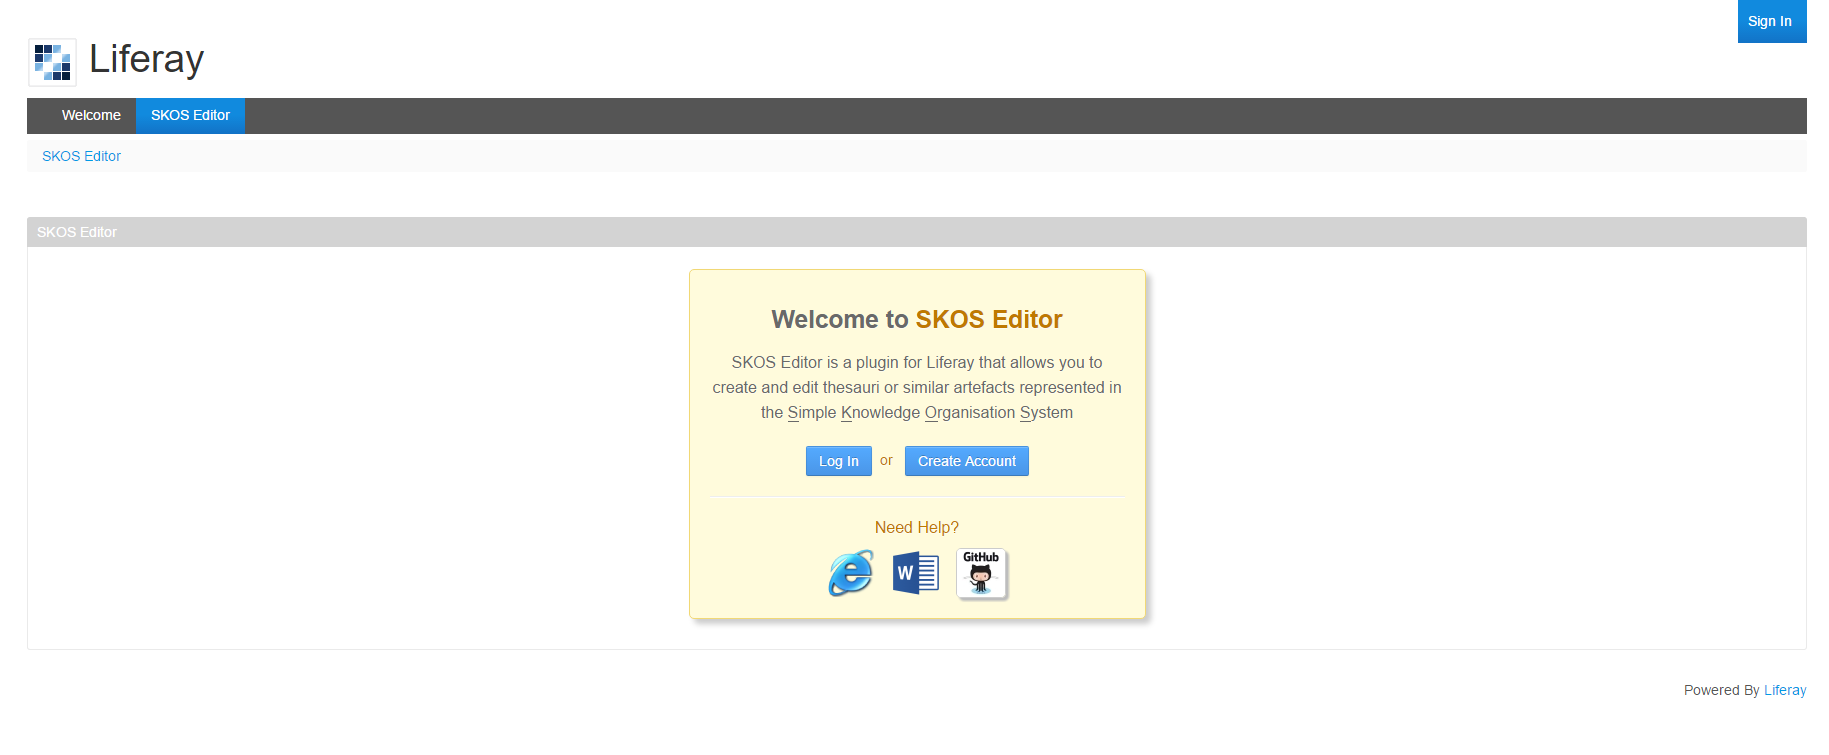 Sign In
Liferay
Welcome
SKOS Editor
SKOS Editor
SKOS Editor
Welcome to SKOS Editor
SKOS Editor is a plugin for Liferay that allows you to
create and edit thesauri or similar artefacts represented in
the Simple Knowledge Organisation System
Log In or Create Account
Need Help?
W
GitHub
Powered By Liferay